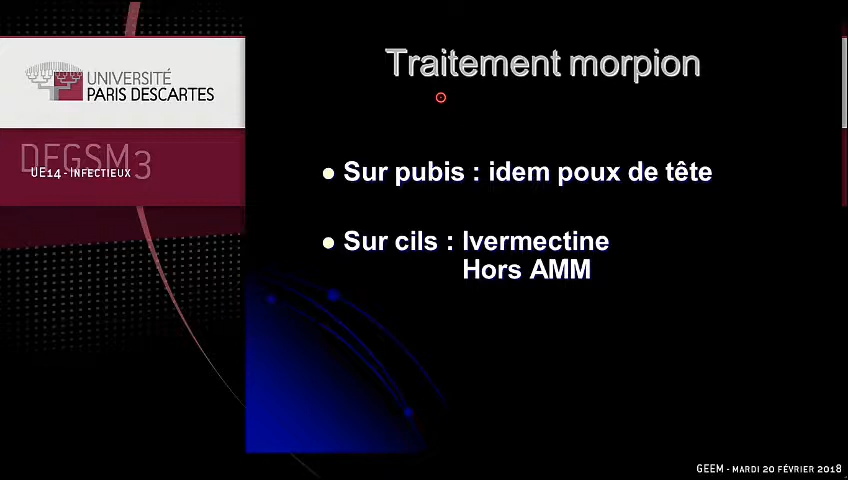 UNIVERSITÉ
PARIS DESCARTES
DFGSM3
UE14 - INFECTIEUX
Traitement morpion
Sur pubis : idem poux de tête
Sur cils : Ivermectine
Hors AMM
GEEM - MARDI 20 FÉVRIER 2018